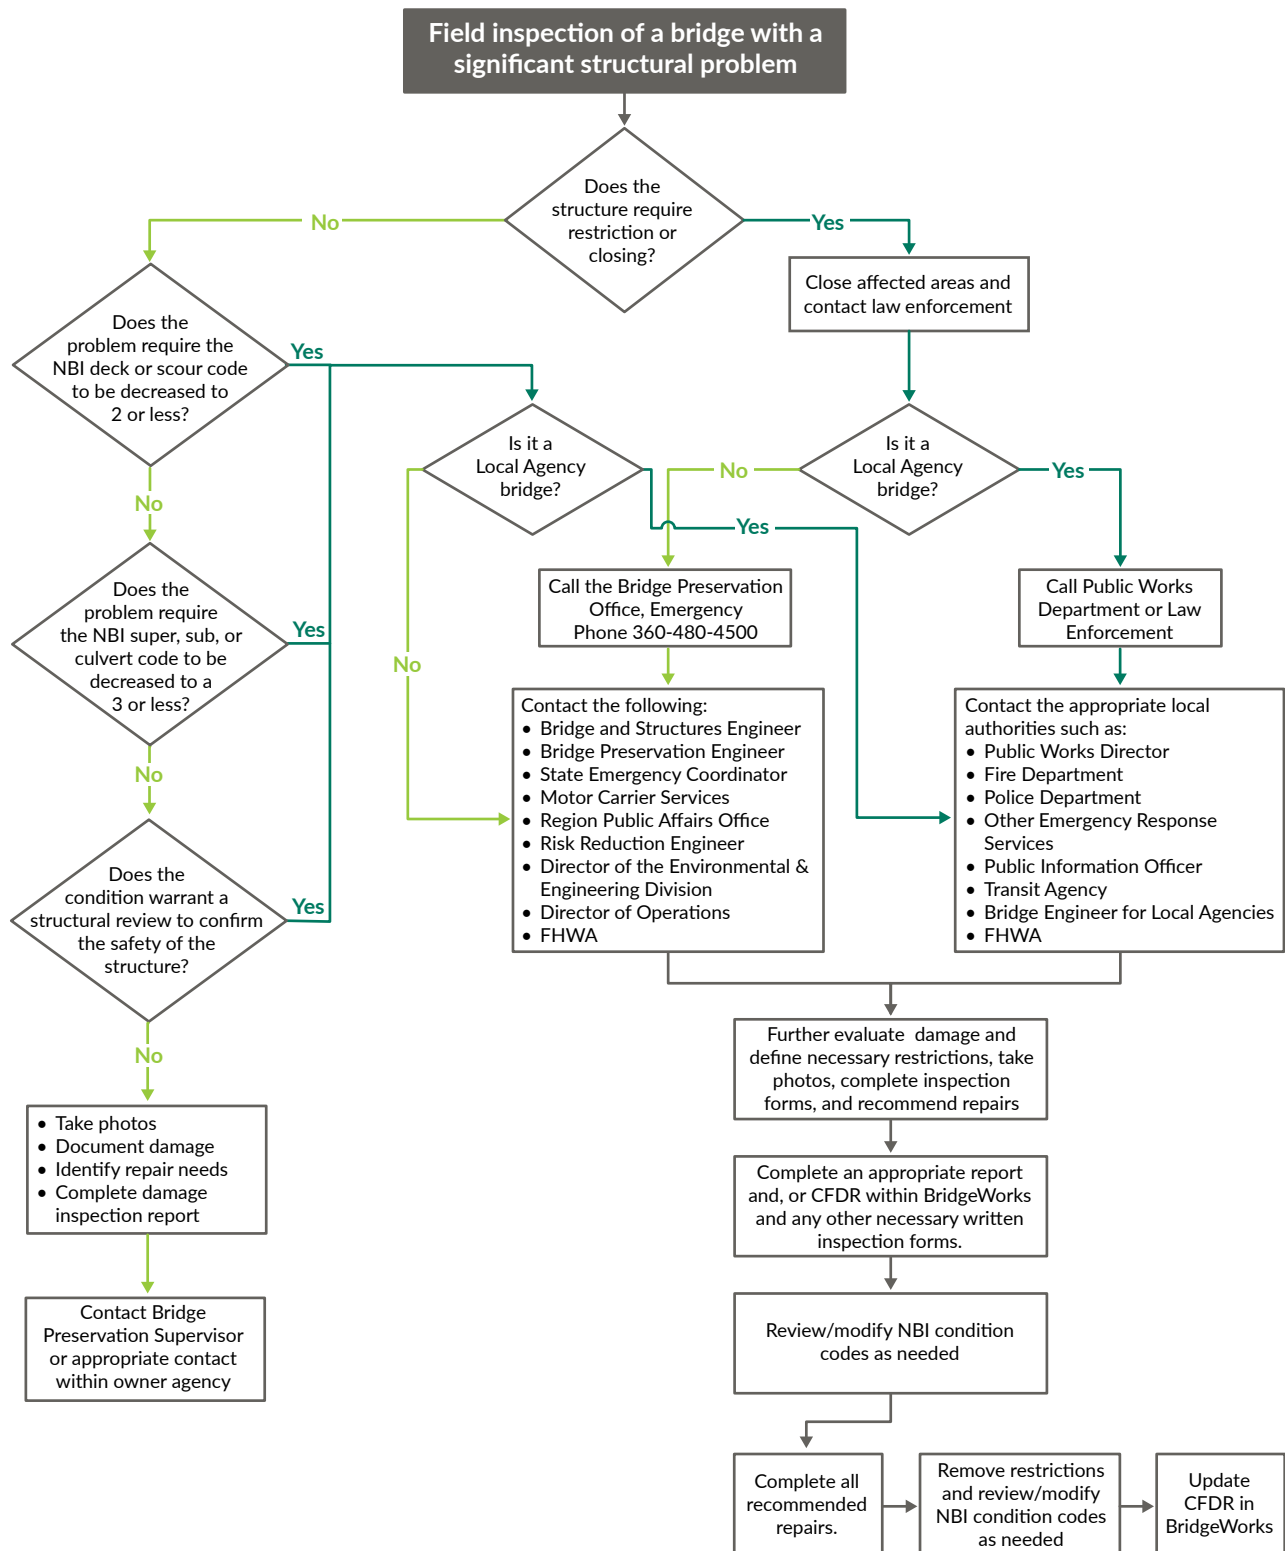 Field inspection of a bridge with a
significant structural problem
Does the
structure require
restriction or
closing?
No
Yes
Close affected areas and
contact law enforcement
Does the
problem require the
NBI deck or scour code
to be decreased to
2 or less?
Yes
No
Is it a
Local Agency
bridge?
No
Yes
Is it a
Local Agency
bridge?
No
Yes
Call the Bridge Preservation
Office, Emergency
Phone 360-480-4500
Call Public Works
Department or Law
Enforcement
Does the
problem require
the NBI super, sub, or
culvert code to be
decreased to a
3 or less?
Yes
No
Contact the following:
• Bridge and Structures Engineer
• Bridge Preservation Engineer
• State Emergency Coordinator
• Motor Carrier Services
• Region Public Affairs Office
• Risk Reduction Engineer
• Director of the Environmental &
Engineering Division
• Director of Operations
• FHWA
Contact the appropriate local
authorities such as:
• Public Works Director
• Fire Department
• Police Department
• Other Emergency Response
Services
• Public Information Officer
• Transit Agency
• Bridge Engineer for Local Agencies
• FHWA
Does the
condition warrant a
structural review to confirm
the safety of the
structure?
Yes
No
• Take photos
• Document damage
• Identify repair needs
• Complete damage
inspection report
Contact Bridge
Preservation Supervisor
or appropriate contact
within owner agency
Further evaluate damage and
define necessary restrictions, take
photos, complete inspection
forms, and recommend repairs
Complete an appropriate report
and, or CFDR within BridgeWorks
and any other necessary written
inspection forms.
Review/modify NBI condition
codes as needed
Complete all
recommended
repairs.
Remove restrictions
and review/modify
NBI condition codes
as needed
Update
CFDR in
BridgeWorks